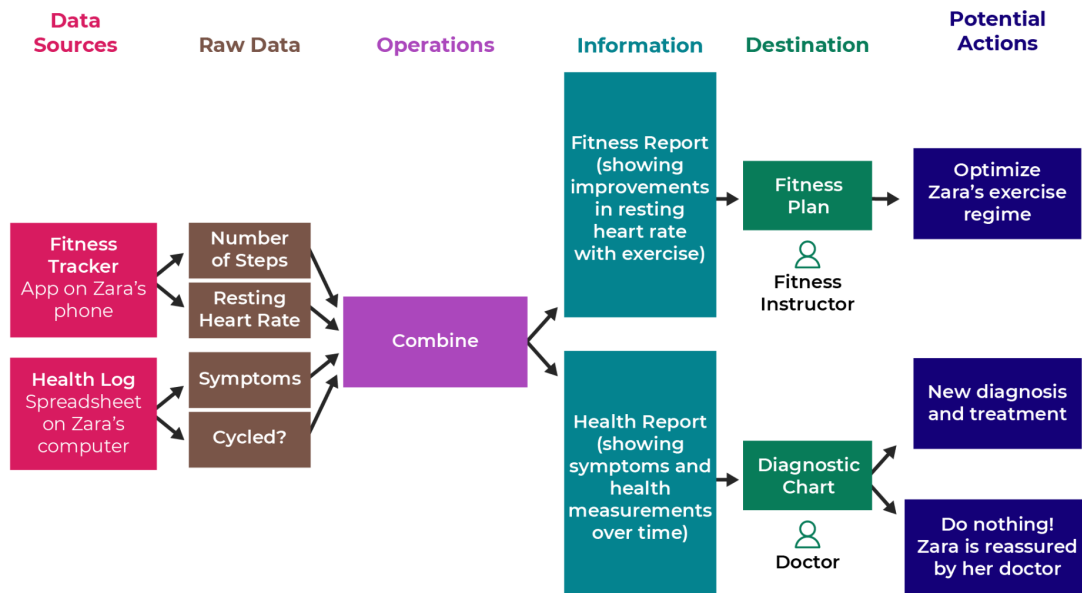 Data
Sources
Raw Data
Operations
Information
Destination
Potential
Actions
Fitness
Tracker
App on Zara's
phone
Health Log
Spreadsheet
on Zara's
computer
Number
of Steps
Resting
Heart Rate
Symptoms
Cycled?
Combine
Fitness Report
(showing
improvements
in resting
heart rate
with exercise)
Health Report
(showing
symptoms and
health
measurements
over time)
Fitness
Plan
Fitness
Instructor
Diagnostic
Chart
Doctor
Optimize
Zara's exercise
regime
New diagnosis
and treatment
Do nothing!
Zara is reassured
by her doctor